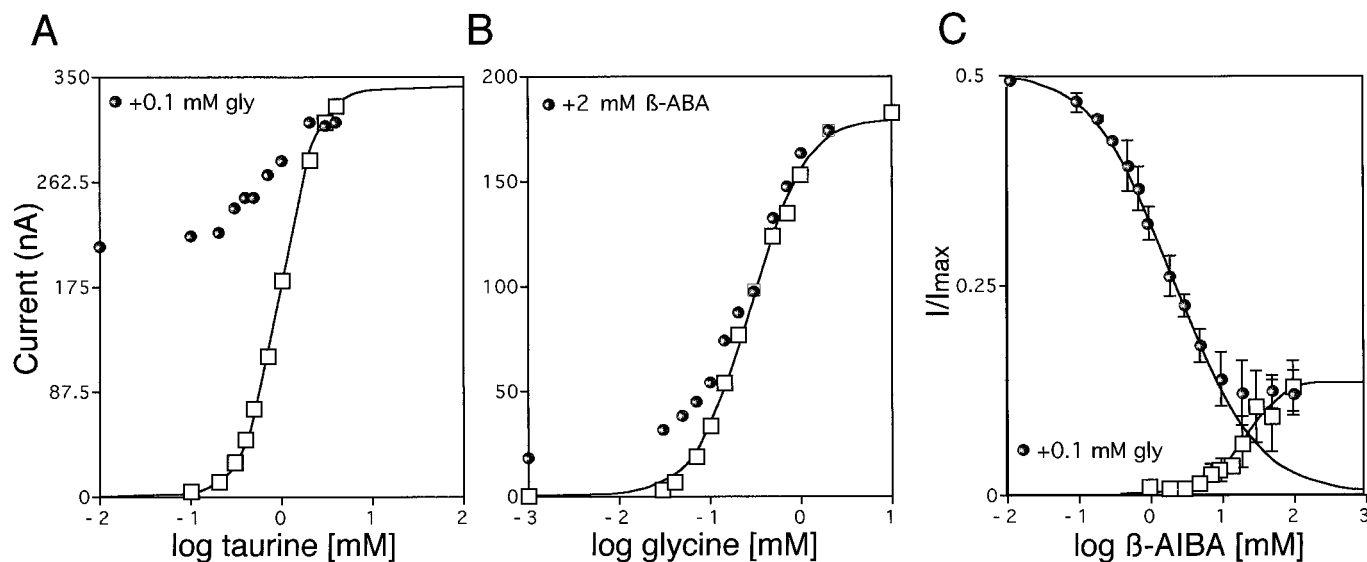 A
350
+0.1 mM gly
262.5
175
87.5
0
Current (nA)
-2 -1 0 1 2
log taurine [mM]
B
200
+2 mM ß-ABA
150
100
50
0
-3 -1 0 1
log glycine [mM]
C
0.5
0.25
0
I/Imax
+0.1 mM gly
-2 -1 0 1 2 3
log ß-AIBA [mM]